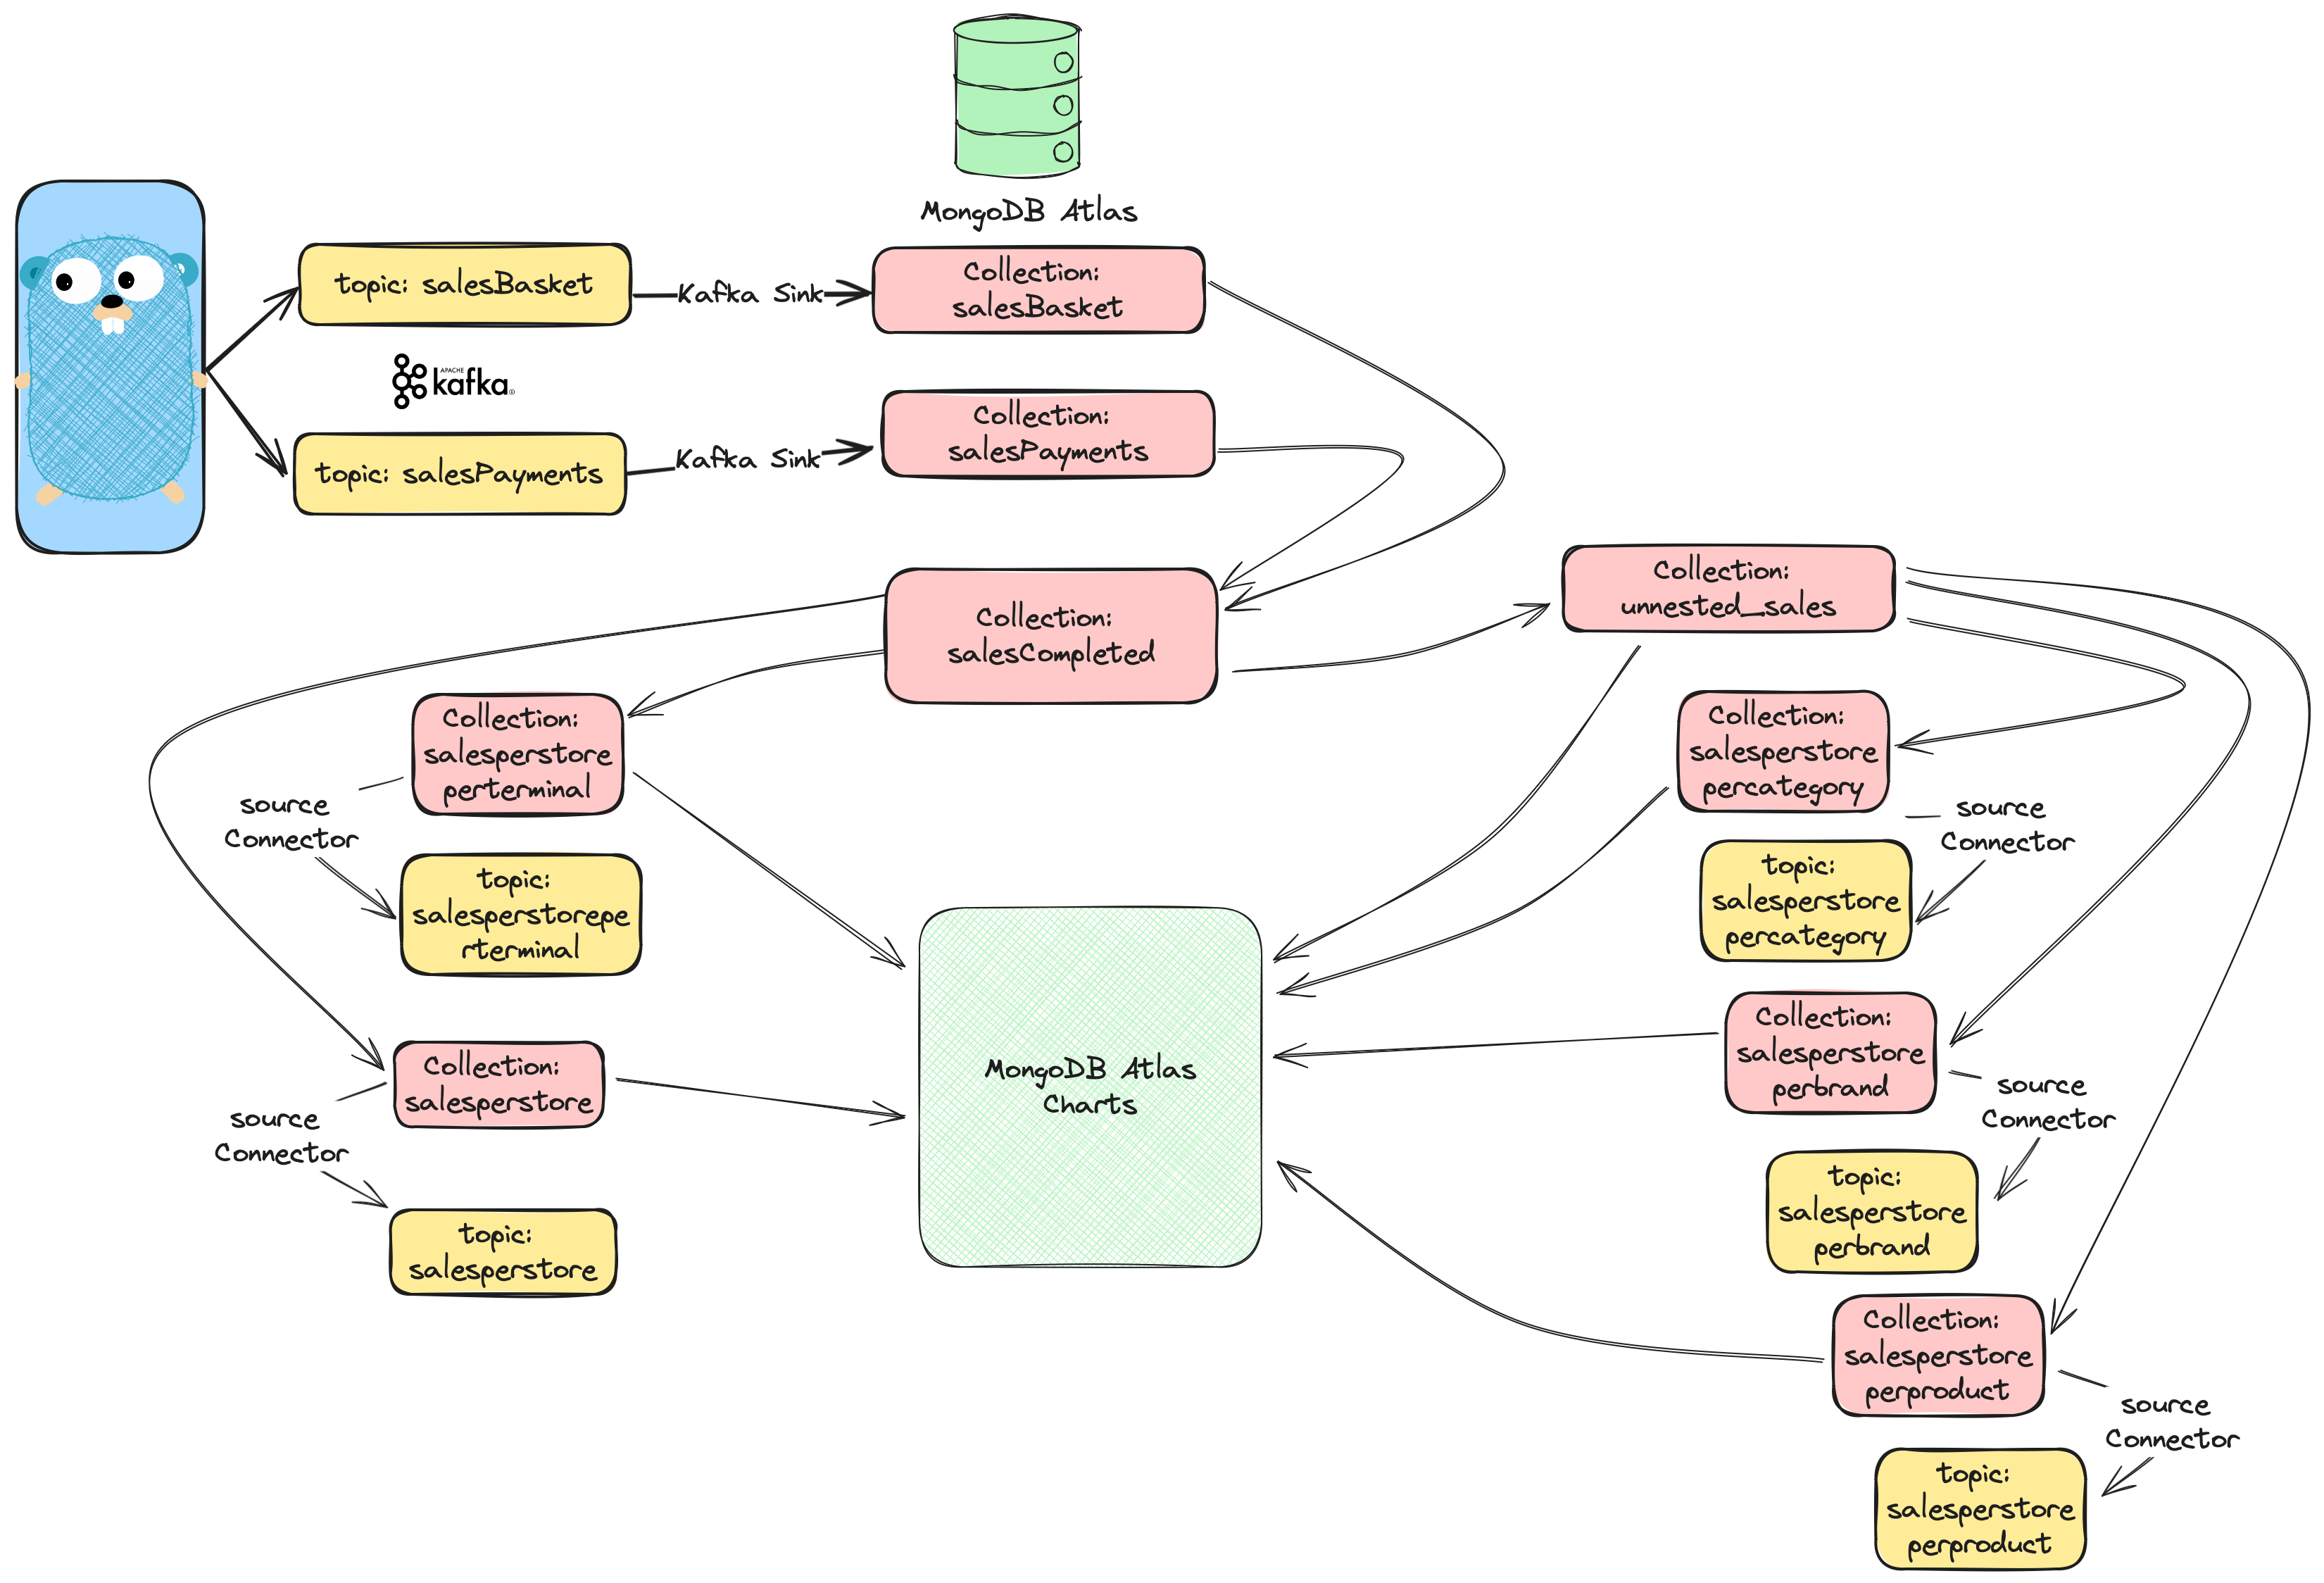 MongoDB Atlas
topic: salesBasket
Kafka Sink
Collection:
salesBasket
APACHE
kafka®
topic: salesPayments
Kafka Sink
Collection:
salesPayments
Collection:
salesCompleted
Collection:
unnested_sales
Collection:
salesperstore
perterminal
source
Connector
topic:
salesperstorepe
rterminal
Collection:
salesperstore
source
Connector
topic:
salesperstore
MongoDB Atlas
Charts
Collection:
salesperstore
percategory
source
Connector
topic:
salesperstore
percategory
Collection:
salesperstore
perbrand
source
Connector
topic:
salesperstore
perbrand
Collection:
salesperstore
perproduct
source
Connector
topic:
salesperstore
perproduct